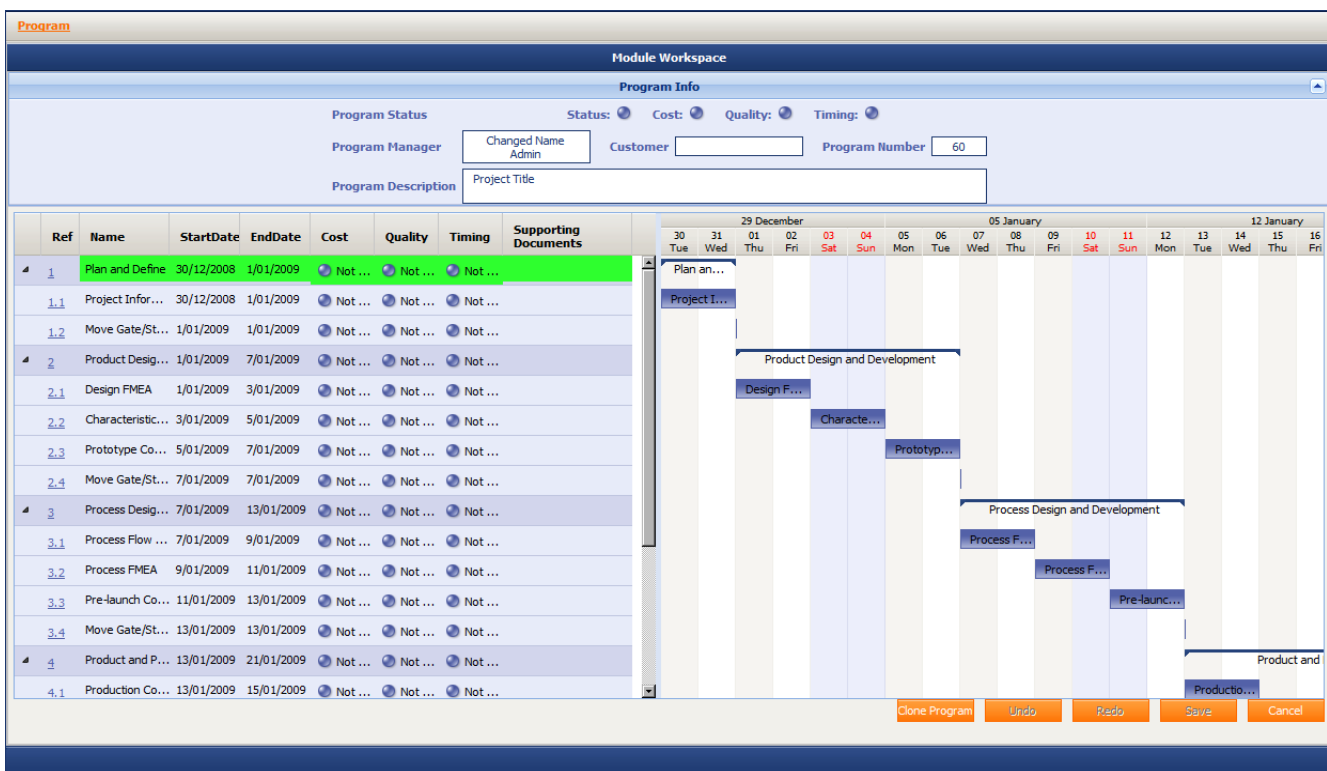 Program
Module Workspace
Program Info
Program Status Status: Cost: Quality: Timing:
Program Manager Changed Name Admin Customer Program Number 60
Program Description Project Title
Ref Name StartDate EndDate Cost Quality Timing Supporting Documents
29 December 05 January 12 January
30 31 01 02 03 04 05 06 07 08 09 10 11 12 13 14 15 16
Tue Wed Thu Fri Sat Sun Mon Tue Wed Thu Fri Sat Sun Mon Tue Wed Thu Fri
1 Plan and Define 30/12/2008 1/01/2009 Not ... Not ... Not ... Plan an...
1.1 Project Infor... 30/12/2008 1/01/2009 Not ... Not ... Not ... Project I...
1.2 Move Gate/St... 1/01/2009 1/01/2009 Not ... Not ... Not ...
2 Product Desig... 1/01/2009 7/01/2009 Not ... Not ... Not ... Product Design and Development
2.1 Design FMEA 1/01/2009 3/01/2009 Not ... Not ... Not ... Design F...
2.2 Characteristic... 3/01/2009 5/01/2009 Not ... Not ... Not ... Characte...
2.3 Prototype Co... 5/01/2009 7/01/2009 Not ... Not ... Not ... Prototyp...
2.4 Move Gate/St... 7/01/2009 7/01/2009 Not ... Not ... Not ...
3 Process Desig... 7/01/2009 13/01/2009 Not ... Not ... Not ... Process Design and Development
3.1 Process Flow ... 7/01/2009 9/01/2009 Not ... Not ... Not ... Process F...
3.2 Process FMEA 9/01/2009 11/01/2009 Not ... Not ... Not ... Process F...
3.3 Pre-launch Co... 11/01/2009 13/01/2009 Not ... Not ... Not ... Pre-launc...
3.4 Move Gate/St... 13/01/2009 13/01/2009 Not ... Not ... Not ...
4 Product and P... 13/01/2009 21/01/2009 Not ... Not ... Not ... Product and
4.1 Production Co... 13/01/2009 15/01/2009 Not ... Not ... Not ... Productio...
Clone Program Undo Redo Save Cancel